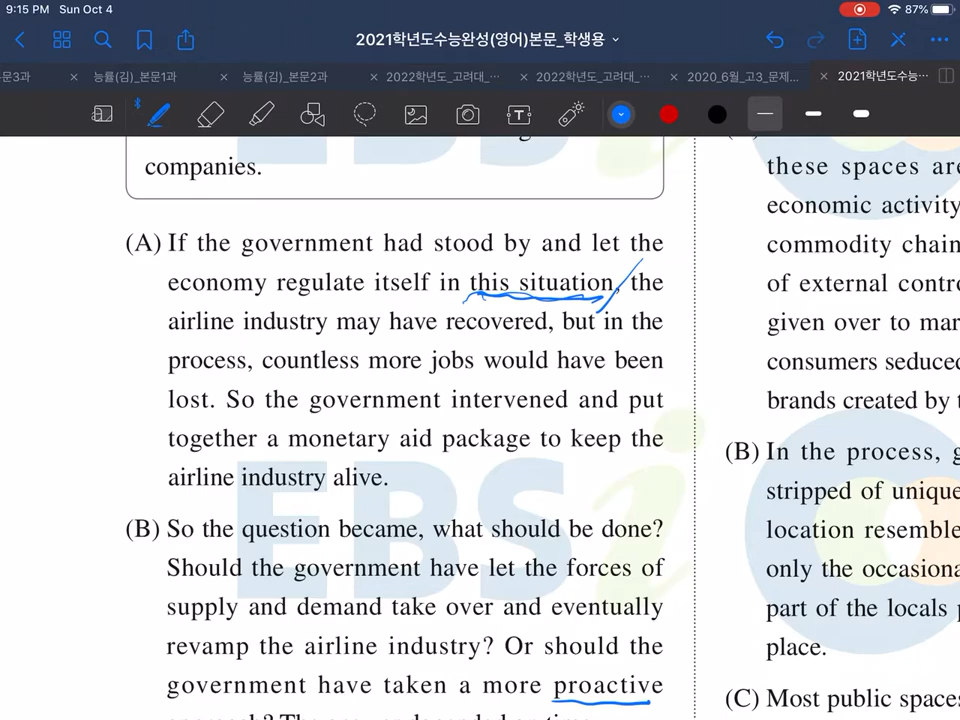 9:15 PM Sun Oct 4
87%
2021학년도수능완성(영어)본문_학생용
문3과
능률(김)_본문1과
능률(김)_본문2과
2022학년도_고려대_…
2022학년도_고려대_…
2020_6월_고3_문제…
2021학년도수능…
companies.
(A) If the government had stood by and let the
economy regulate itself in this situation, the
airline industry may have recovered, but in the
process, countless more jobs would have been
lost. So the government intervened and put
together a monetary aid package to keep the
airline industry alive.
(B) So the question became, what should be done?
Should the government have let the forces of
supply and demand take over and eventually
revamp the airline industry? Or should the
government have taken a more proactive
these spaces are
economic activity
commodity chain
of external contro
given over to mar
consumers seduced
brands created by t
(B) In the process, g
stripped of unique
location resemble
only the occasiona
part of the locals p
place.
(C) Most public spaces
EBSi